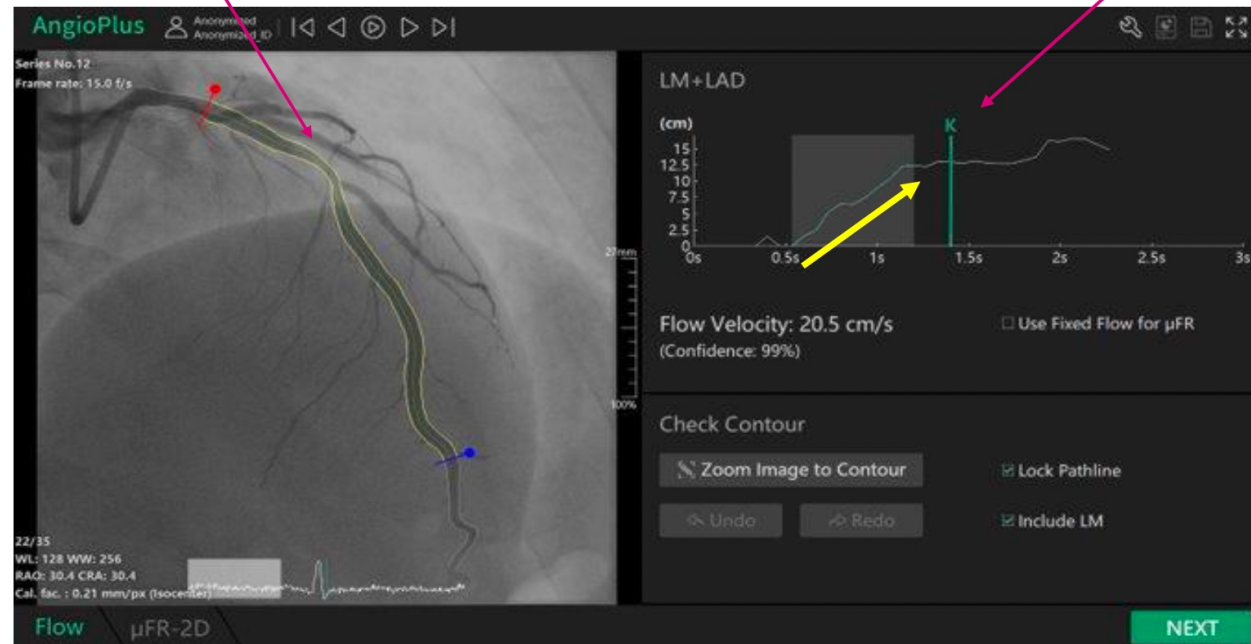 AngioPlus
Anonymized
Anonymized_ID
Series No.12
Frame rate: 15.0 f/s
27mm
100%
22/35
WL: 128 WW: 256
RAO: 30.4 CRA: 30.4
Cal. fac. : 0.21 mm/px (Isocenter)
LM+LAD
(cm)
K
15
12.5
10
7.5
5
2.5
0
0s 0.5s 1s 1.5s 2s 2.5s 3s
Flow Velocity: 20.5 cm/s
(Confidence: 99%)
Use Fixed Flow for μFR
Check Contour
Zoom Image to Contour
Lock Pathline
Undo
Redo
Include LM
Flow
μFR-2D
NEXT